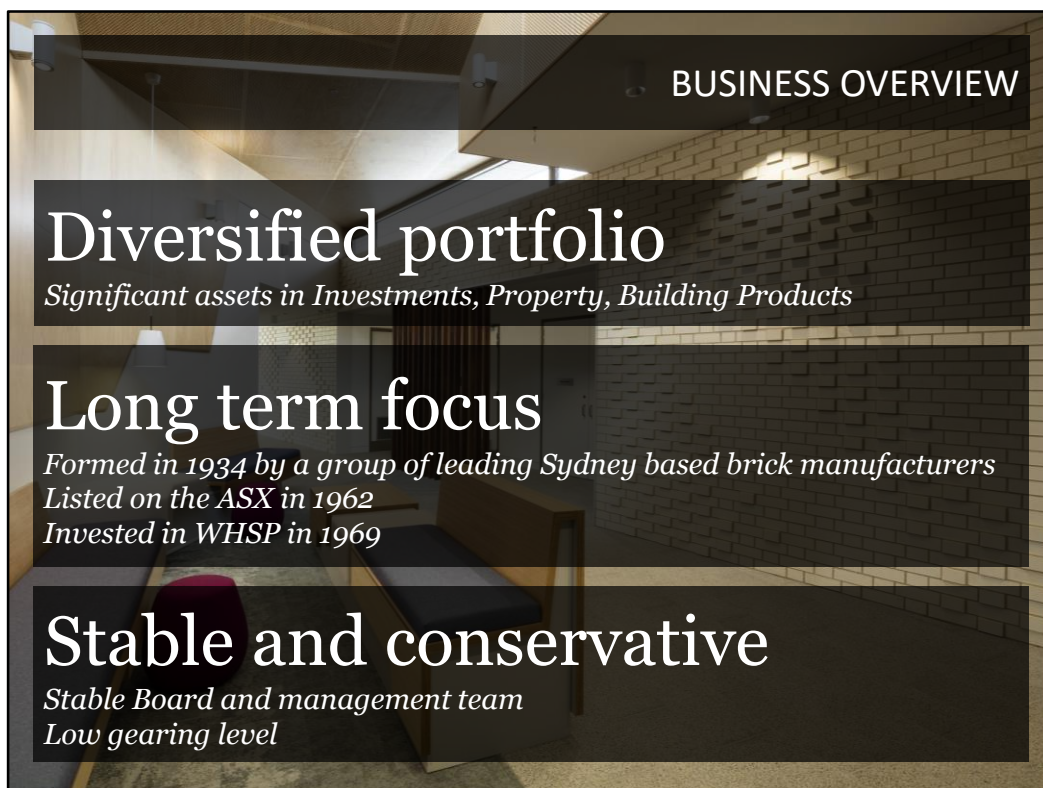 BUSINESS OVERVIEW
Diversified portfolio
Significant assets in Investments, Property, Building Products
Long term focus
Formed in 1934 by a group of leading Sydney based brick manufacturers
Listed on the ASX in 1962
Invested in WHSP in 1969
Stable and conservative
Stable Board and management team
Low gearing level